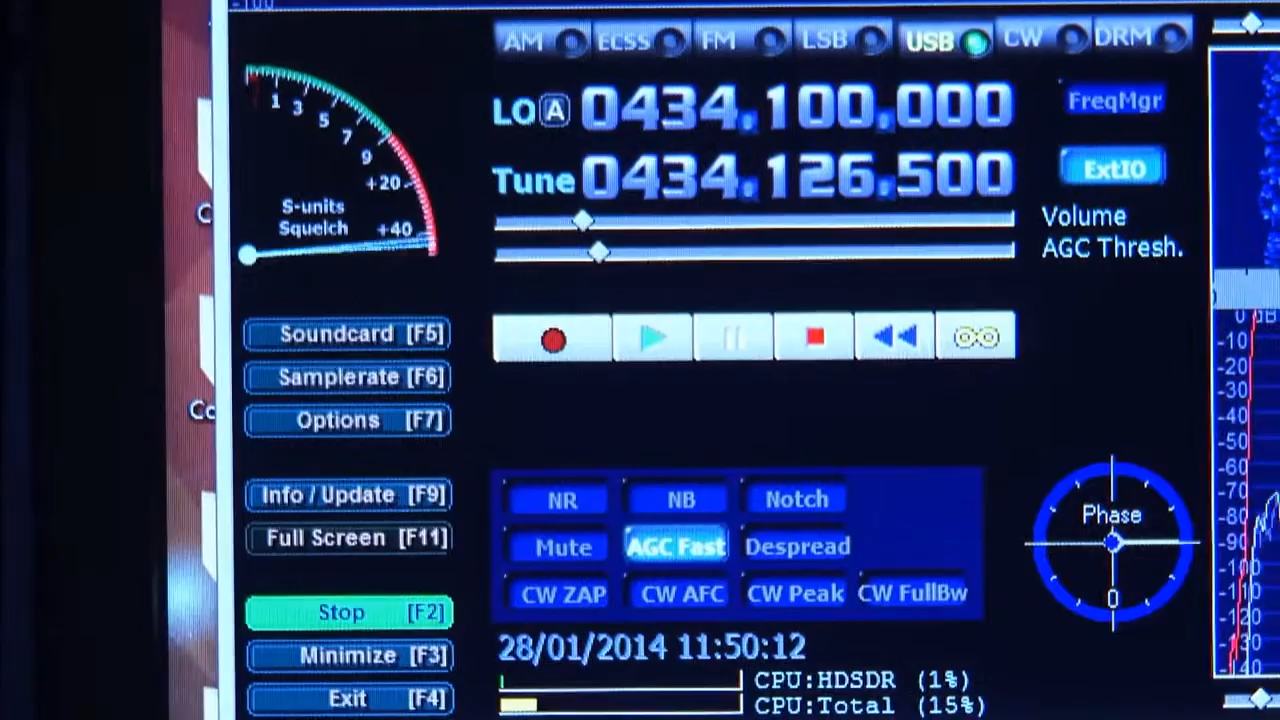 -100
AM ECSS FM LSB USB CW DRM
LO A 0434.100.000 FreqMgr
Tune 0434.126.500 ExtIO
Volume
AGC Thresh.
1 3 5 7 9 +20 +40
S-units
Squelch
Soundcard [F5]
Samplerate [F6]
Options [F7]
Info / Update [F9]
Full Screen [F11]
Stop [F2]
Minimize [F3]
Exit [F4]
NR NB Notch
Mute AGC Fast Despread
CW ZAP CW AFC CW Peak CW FullBw
28/01/2014 11:50:12
CPU:HDSDR (1%)
CPU:Total (15%)
Phase
0
0 dB
-10
-20
-30
-40
-50
-60
-70
-80
-90
-100
-110
-120
-130
-140